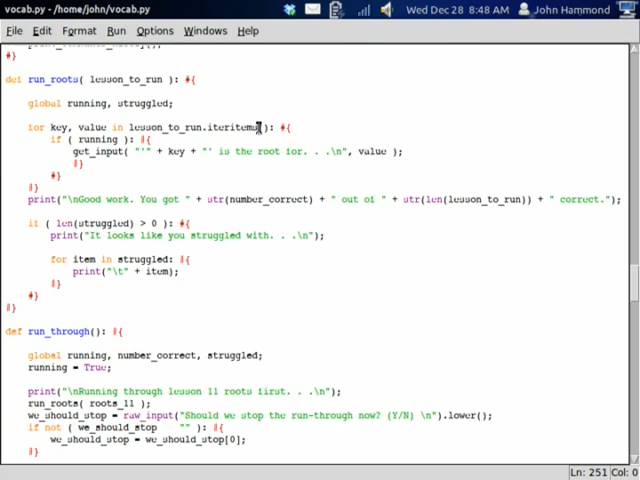 vocab.py - /home/john/vocab.py
Wed Dec 28 8:48 AM John Hammond
File Edit Format Run Options Windows Help
#}
def run_roots( lesson_to_run ): #{
global running, struggled;
for key, value in lesson_to_run.iteritems(): #{
if ( running ): #{
get_input( "'" + key + "' is the root for. . .\n", value );
#}
#}
#}
print("\nGood work. You got " + str(number_correct) + " out of " + str(len(lesson_to_run)) + " correct.");
if ( len(struggled) > 0 ): #{
print("It looks like you struggled with. . .\n");
for item in struggled: #{
print("\t" + item);
#}
#}
#}
def run_through(): #{
global running, number_correct, struggled;
running = True;
print("\nRunning through lesson 11 roots first. . .\n");
run_roots( roots_11 );
we_should_stop = raw_input("Should we stop the run-through now? (Y/N) \n").lower();
if not ( we_should_stop "" ): #{
we_should_stop = we_should_stop[0];
#}
Ln: 251 Col: 0